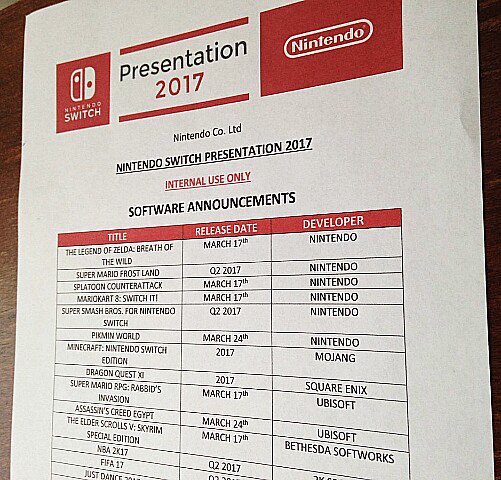 NINTENDO
SWITCH
Presentation
2017
Nintendo
Nintendo Co. Ltd
NINTENDO SWITCH PRESENTATION 2017
INTERNAL USE ONLY
SOFTWARE ANNOUNCEMENTS
TITLE RELEASE DATE DEVELOPER
THE LEGEND OF ZELDA: BREATH OF MARCH 17th NINTENDO
THE WILD
SUPER MARIO FROST LAND Q2 2017 NINTENDO
SPLATOON COUNTERATTACK MARCH 17th NINTENDO
MARIOKART 8: SWITCH IT! MARCH 17th NINTENDO
SUPER SMASH BROS. FOR NINTENDO Q2 2017 NINTENDO
SWITCH
PIKMIN WORLD MARCH 24th NINTENDO
MINECRAFT: NINTENDO SWITCH 2017 MOJANG
EDITION
DRAGON QUEST XI 2017 SQUARE ENIX
SUPER MARIO RPG: RABBID'S MARCH 17th UBISOFT
INVASION
ASSASSIN'S CREED EGYPT MARCH 24th UBISOFT
THE ELDER SCROLLS V: SKYRIM MARCH 17th BETHESDA SOFTWORKS
SPECIAL EDITION
NBA 2K17 Q2 2017
FIFA 17
JUST DANCE